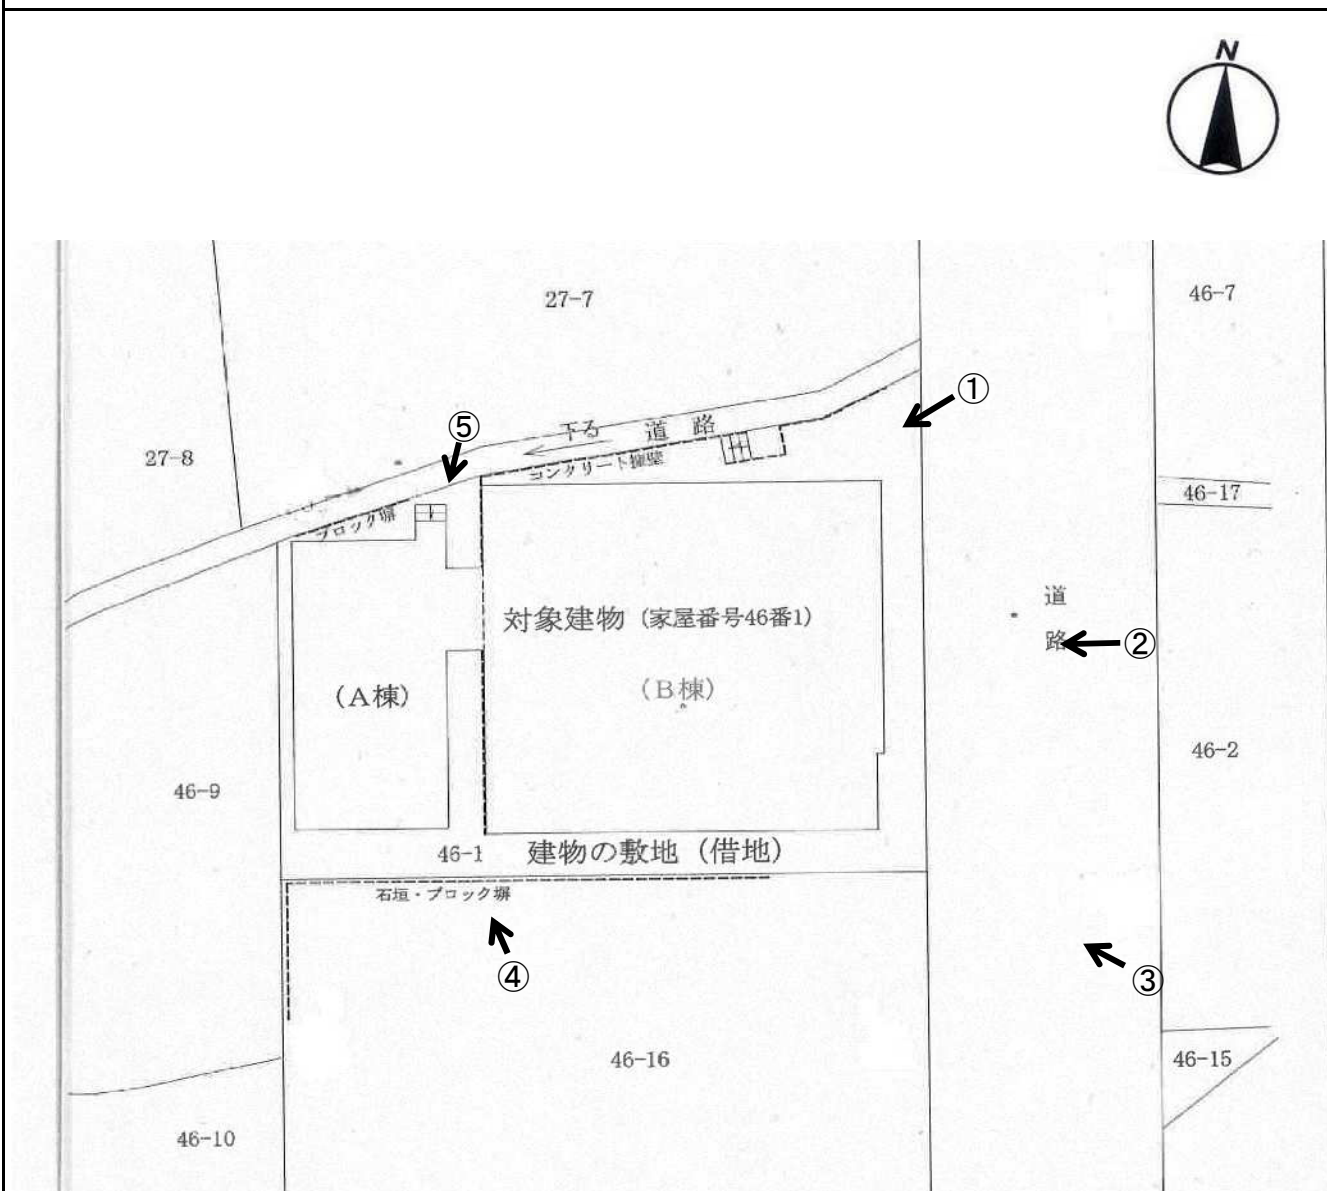 N
27-7
46-7
①
⑤
下る 道路
27-8
コンクリート擁壁
46-17
ブロック塀
対象建物（家屋番号46番1）
道路
②
（A棟）
（B棟）
46-2
46-9
46-1 建物の敷地（借地）
石垣・ブロック塀
④
③
46-16
46-15
46-10